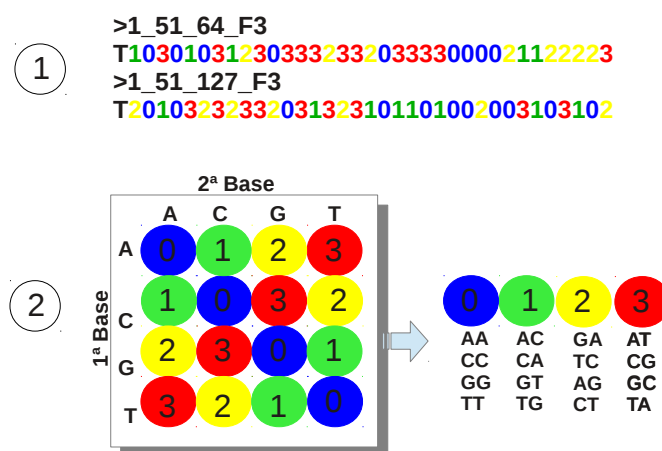 1
>1_51_64_F3
T10301031230333233203333000021122223
>1_51_127_F3
T20103232332031323101101002003103102
2
2ª Base
A C G T
1ª Base
A 0 1 2 3
C 1 0 3 2
G 2 3 0 1
T 3 2 1 0
0 1 2 3
AA AC GA AT
CC CA TC CG
GG GT AG GC
TT TG CT TA